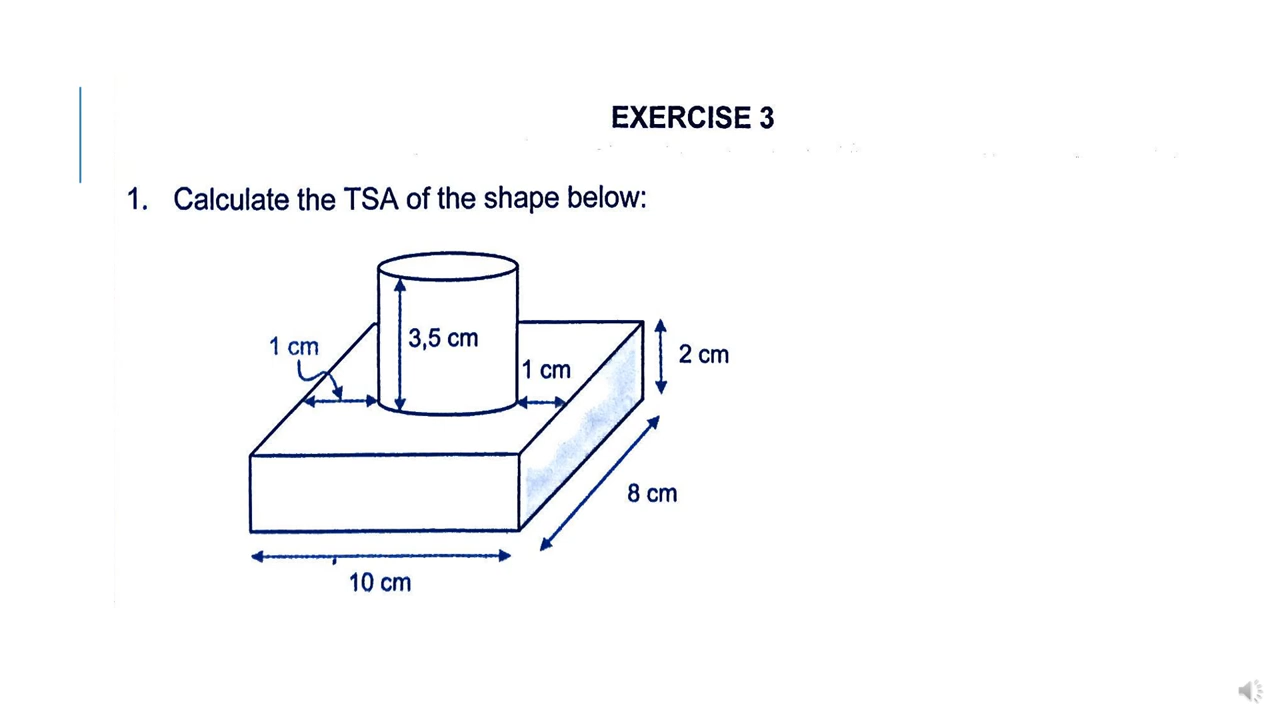 EXERCISE 3
1. Calculate the TSA of the shape below:
1 cm
3,5 cm
1 cm
2 cm
8 cm
10 cm